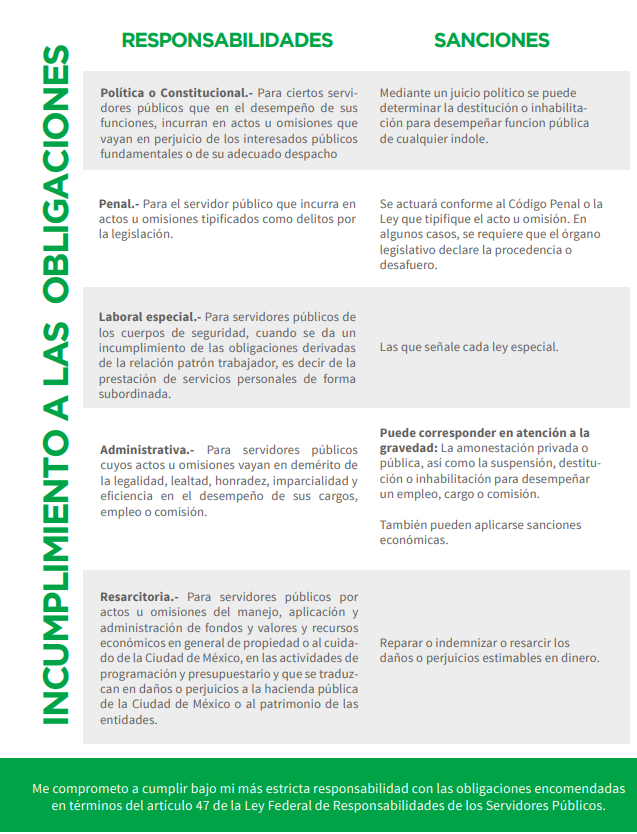 INCUMPLIMIENTO A LAS OBLIGACIONES
RESPONSABILIDADES
SANCIONES
Política o Constitucional.- Para ciertos servi-
dores públicos que en el desempeño de sus
funciones, incurran en actos u omisiones que
vayan en perjuicio de los interesados públicos
fundamentales o de su adecuado despacho
Mediante un juicio político se puede
determinar la destitución o inhabilita-
ción para desempeñar funcion pública
de cualquier índole.
Penal.- Para el servidor público que incurra en
actos u omisiones tipificados como delitos por
la legislación.
Se actuará conforme al Código Penal o la
Ley que tipifique el acto u omisión. En
algunos casos, se requiere que el órgano
legislativo declare la procedencia o
desafuero.
Laboral especial.- Para servidores públicos de
los cuerpos de seguridad, cuando se da un
incumplimiento de las obligaciones derivadas
de la relación patrón trabajador, es decir de la
prestación de servicios personales de forma
subordinada.
Las que señale cada ley especial.
Administrativa.- Para servidores públicos
cuyos actos u omisiones vayan en demérito de
la legalidad, lealtad, honradez, imparcialidad y
eficiencia en el desempeño de sus cargos,
empleo o comisión.
Puede corresponder en atención a la
gravedad: La amonestación privada o
pública, así como la suspensión, destitu-
ción o inhabilitación para desempeñar
un empleo, cargo o comisión.
También pueden aplicarse sanciones
económicas.
Resarcitoria.- Para servidores públicos por
actos u omisiones del manejo, aplicación y
administración de fondos y valores y recursos
económicos en general de propiedad o al cuida-
do de la Ciudad de México, en las actividades de
programación y presupuestario y que se traduz-
can en daños o perjuicios a la hacienda pública
de la Ciudad de México o al patrimonio de las
entidades.
Reparar o indemnizar o resarcir los
daños o perjuicios estimables en dinero.
Me comprometo a cumplir bajo mi más estricta responsabilidad con las obligaciones encomendadas
en términos del artículo 47 de la Ley Federal de Responsabilidades de los Servidores Públicos.